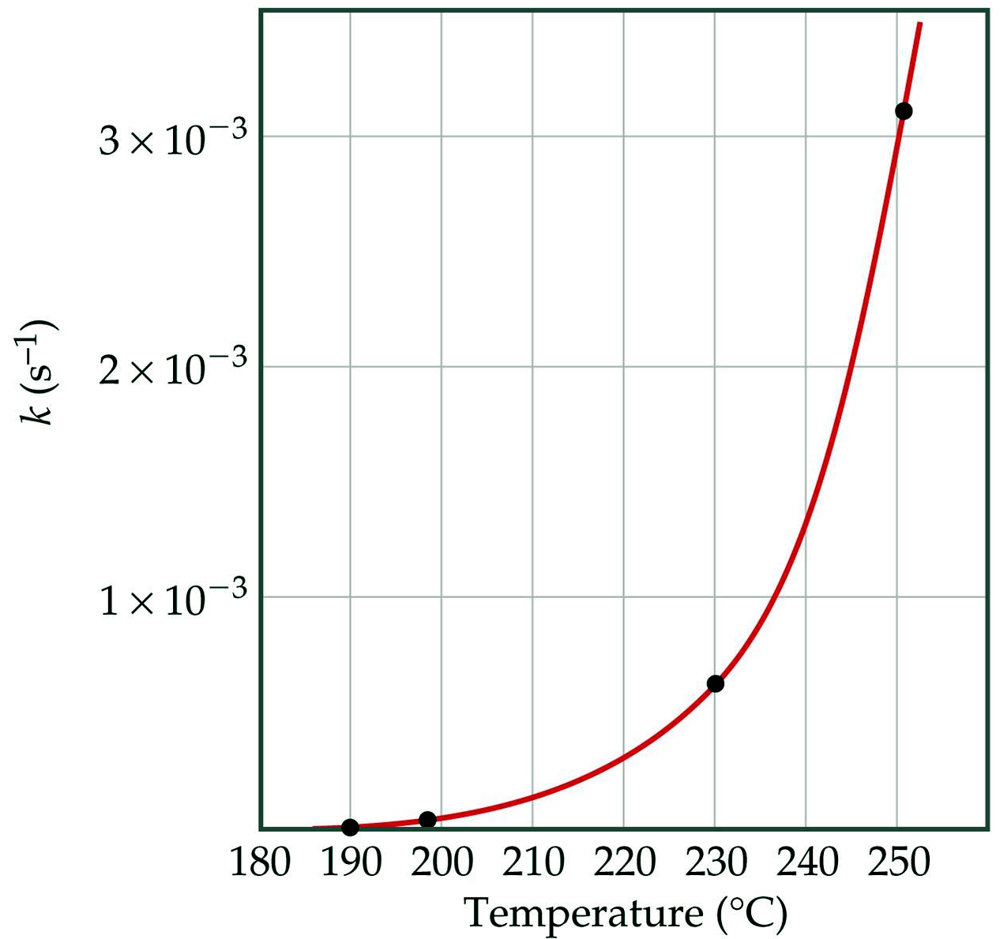 3 × 10⁻³
2 × 10⁻³
k (s⁻¹)
1 × 10⁻³
180 190 200 210 220 230 240 250
Temperature (°C)